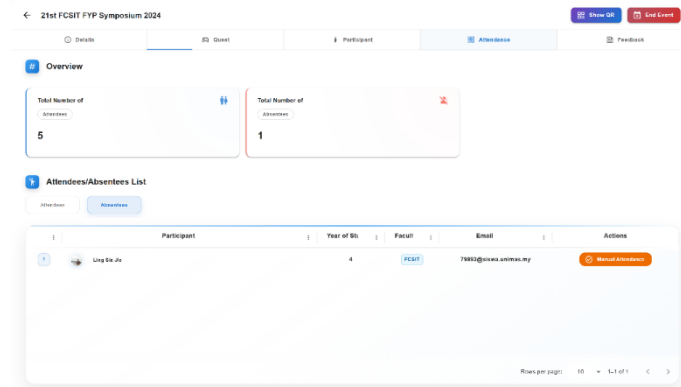 21st FCSIT FYP Symposium 2024
Show QR
End Event
Details
Guest
Participant
Attendance
Feedback
# Overview
Total Number of
Attendees
5
Total Number of
Absentees
1
Attendees/Absentees List
Attendees
Absentees
Participant
Year of St
Facult
Email
Actions
1
Ling Sie Jie
4
FCSIT
79892@siswa.unimas.my
Manual Attendance
Rows per page:
10
1–1 of 1